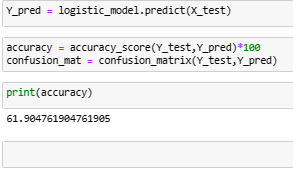 Y_pred = logistic_model.predict(X_test)
accuracy = accuracy_score(Y_test,Y_pred)*100
confusion_mat = confusion_matrix(Y_test,Y_pred)
print(accuracy)
61.904761904761905